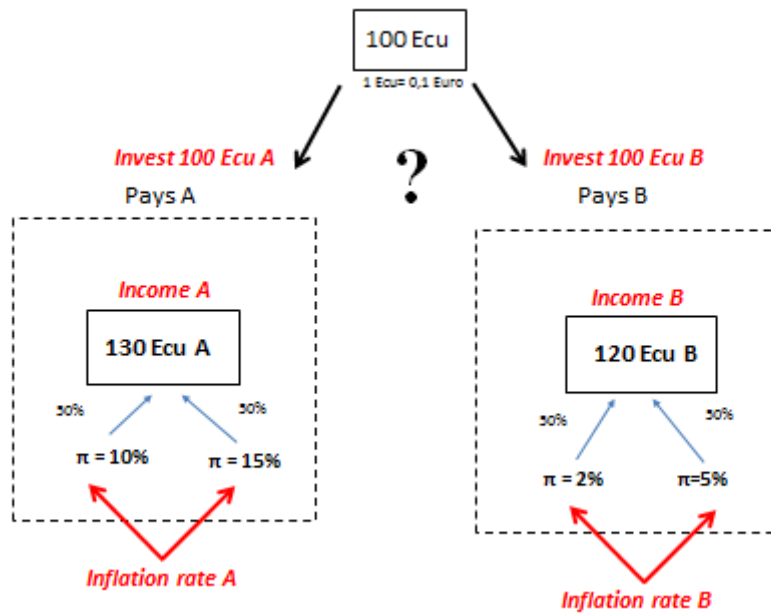 100 Ecu
1 Ecu= 0,1 Euro
Invest 100 Ecu A
?
Invest 100 Ecu B
Pays A
Pays B
Income A
130 Ecu A
50%
50%
π = 10%
π = 15%
Inflation rate A
Income B
120 Ecu B
50%
50%
π = 2%
π=5%
Inflation rate B